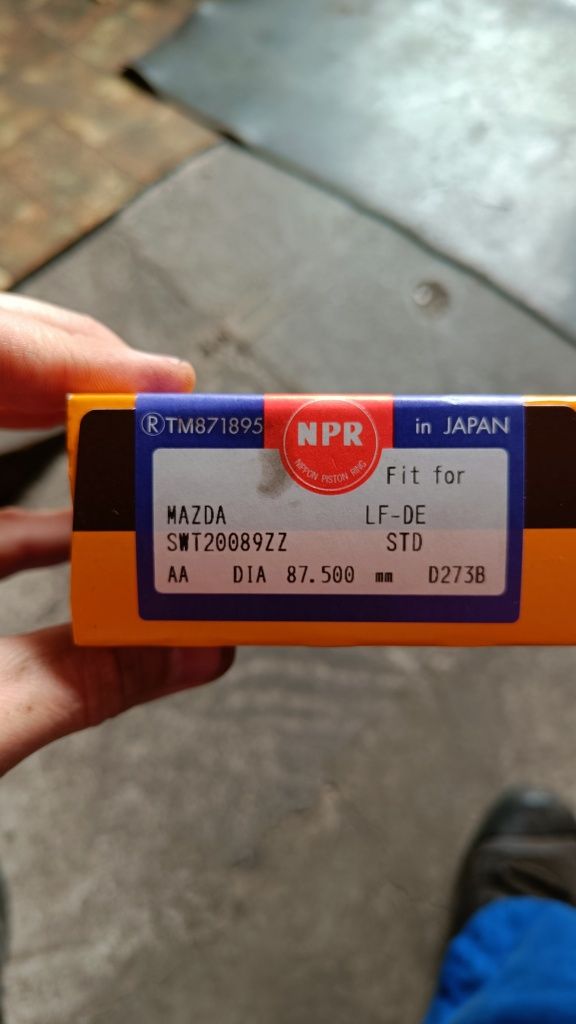 ®TM871895 NPR in JAPAN
NIPPON PISTON RING
Fit for
MAZDA LF-DE
SWT20089ZZ STD
AA DIA 87.500 mm D273B